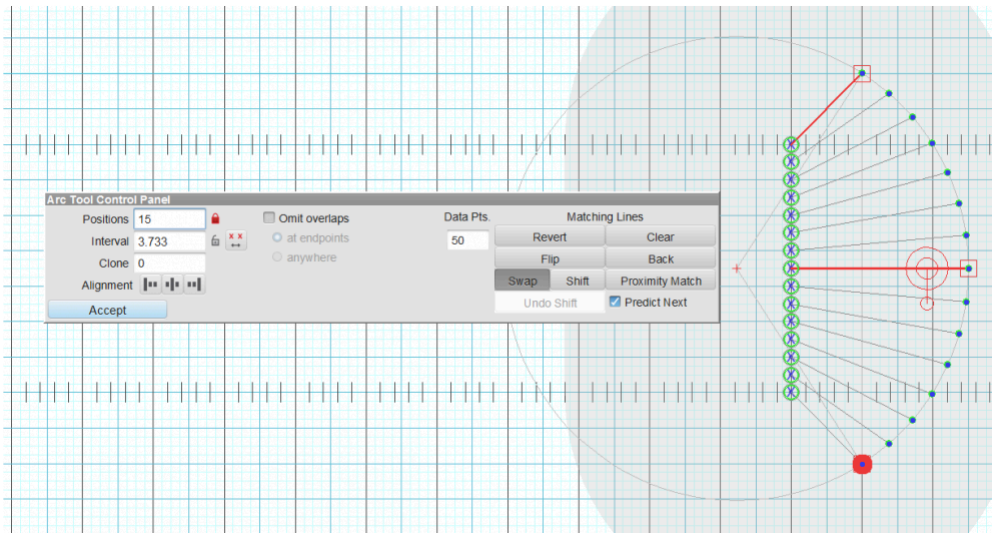 Arc Tool Control Panel
Positions 15 Omit overlaps Data Pts. Matching Lines
Interval 3.733 at endpoints 50 Revert Clear
Clone 0 anywhere Flip Back
Alignment Swap Shift Proximity Match
Accept Undo Shift Predict Next